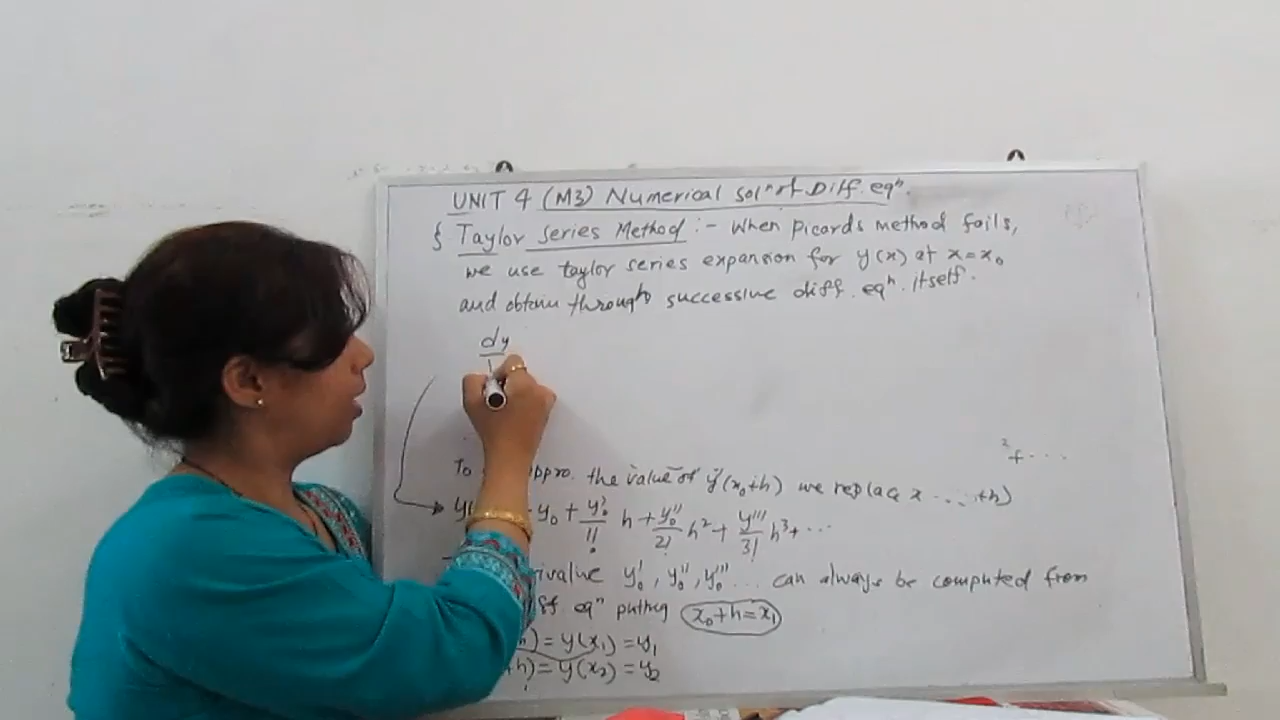 UNIT 4 (M3) Numerical Solⁿ of Diff. eqⁿ.
§ Taylor Series Method :- When Picards method fails,
we use taylor series expansion for y(x) at x=x₀
and obtain through successive diff. eqⁿ. itself.
dy
² f ...
To appro. the value of y(x₀+h) we replace x ... +h)
y( y₀ + y₀'/1! h + y₀''/2! h² + y'''/3! h³ + ...
y₀', y₀'', y₀''' ... can always be computed from
diff eqⁿ puting x₀+h=x₁
) = y(x₁) = y₁
+h) = y(x₂) = y₂